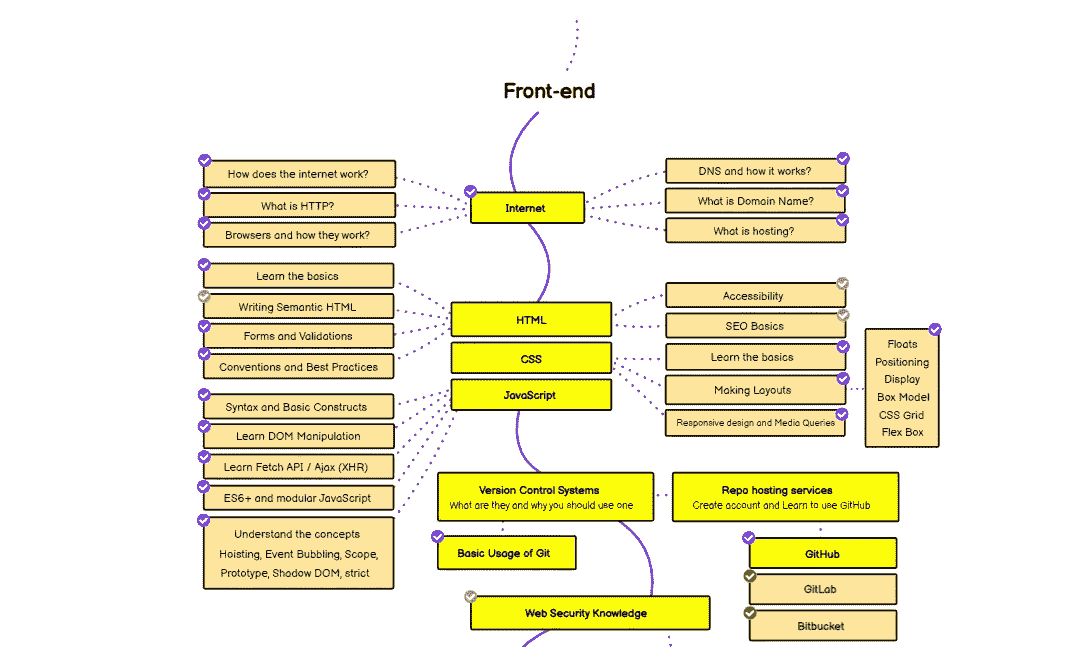 Front-end
How does the internet work?
What is HTTP?
Browsers and how they work?
Internet
DNS and how it works?
What is Domain Name?
What is hosting?
Learn the basics
Writing Semantic HTML
Forms and Validations
Conventions and Best Practices
HTML
Accessibility
SEO Basics
CSS
Learn the basics
Making Layouts
Responsive design and Media Queries
Floats
Positioning
Display
Box Model
CSS Grid
Flex Box
JavaScript
Syntax and Basic Constructs
Learn DOM Manipulation
Learn Fetch API / Ajax (XHR)
ES6+ and modular JavaScript
Understand the concepts
Hoisting, Event Bubbling, Scope,
Prototype, Shadow DOM, strict
Version Control Systems
What are they and why you should use one
Repo hosting services
Create account and Learn to use GitHub
Basic Usage of Git
GitHub
GitLab
Bitbucket
Web Security Knowledge